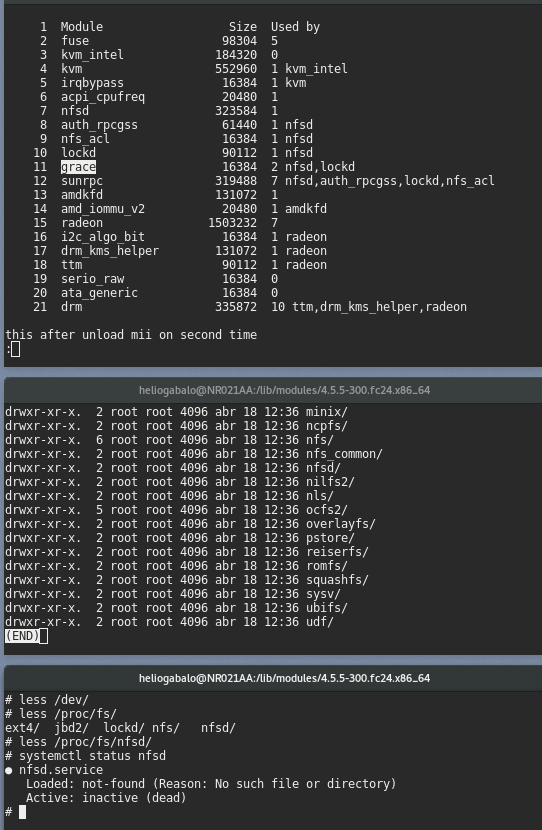 1 Module Size Used by
2 fuse 98304 5
3 kvm_intel 184320 0
4 kvm 552960 1 kvm_intel
5 irqbypass 16384 1 kvm
6 acpi_cpufreq 20480 1
7 nfsd 323584 1
8 auth_rpcgss 61440 1 nfsd
9 nfs_acl 16384 1 nfsd
10 lockd 90112 1 nfsd
11 grace 16384 2 nfsd,lockd
12 sunrpc 319488 7 nfsd,auth_rpcgss,lockd,nfs_acl
13 amdkfd 131072 1
14 amd_iommu_v2 20480 1 amdkfd
15 radeon 1503232 7
16 i2c_algo_bit 16384 1 radeon
17 drm_kms_helper 131072 1 radeon
18 ttm 90112 1 radeon
19 serio_raw 16384 0
20 ata_generic 16384 0
21 drm 335872 10 ttm,drm_kms_helper,radeon
this after unload mii on second time
:
heliogabalo@NR021AA:/lib/modules/4.5.5-300.fc24.x86_64
drwxr-xr-x. 2 root root 4096 abr 18 12:36 minix/
drwxr-xr-x. 2 root root 4096 abr 18 12:36 ncpfs/
drwxr-xr-x. 6 root root 4096 abr 18 12:36 nfs/
drwxr-xr-x. 2 root root 4096 abr 18 12:36 nfs_common/
drwxr-xr-x. 2 root root 4096 abr 18 12:36 nfsd/
drwxr-xr-x. 2 root root 4096 abr 18 12:36 nilfs2/
drwxr-xr-x. 2 root root 4096 abr 18 12:36 nls/
drwxr-xr-x. 5 root root 4096 abr 18 12:36 ocfs2/
drwxr-xr-x. 2 root root 4096 abr 18 12:36 overlayfs/
drwxr-xr-x. 2 root root 4096 abr 18 12:36 pstore/
drwxr-xr-x. 2 root root 4096 abr 18 12:36 reiserfs/
drwxr-xr-x. 2 root root 4096 abr 18 12:36 romfs/
drwxr-xr-x. 2 root root 4096 abr 18 12:36 squashfs/
drwxr-xr-x. 2 root root 4096 abr 18 12:36 sysv/
drwxr-xr-x. 2 root root 4096 abr 18 12:36 ubifs/
drwxr-xr-x. 2 root root 4096 abr 18 12:36 udf/
(END)
heliogabalo@NR021AA:/lib/modules/4.5.5-300.fc24.x86_64
# less /dev/
# less /proc/fs/
ext4/ jbd2/ lockd/ nfs/ nfsd/
# less /proc/fs/nfsd/
# systemctl status nfsd
● nfsd.service
Loaded: not-found (Reason: No such file or directory)
Active: inactive (dead)
#